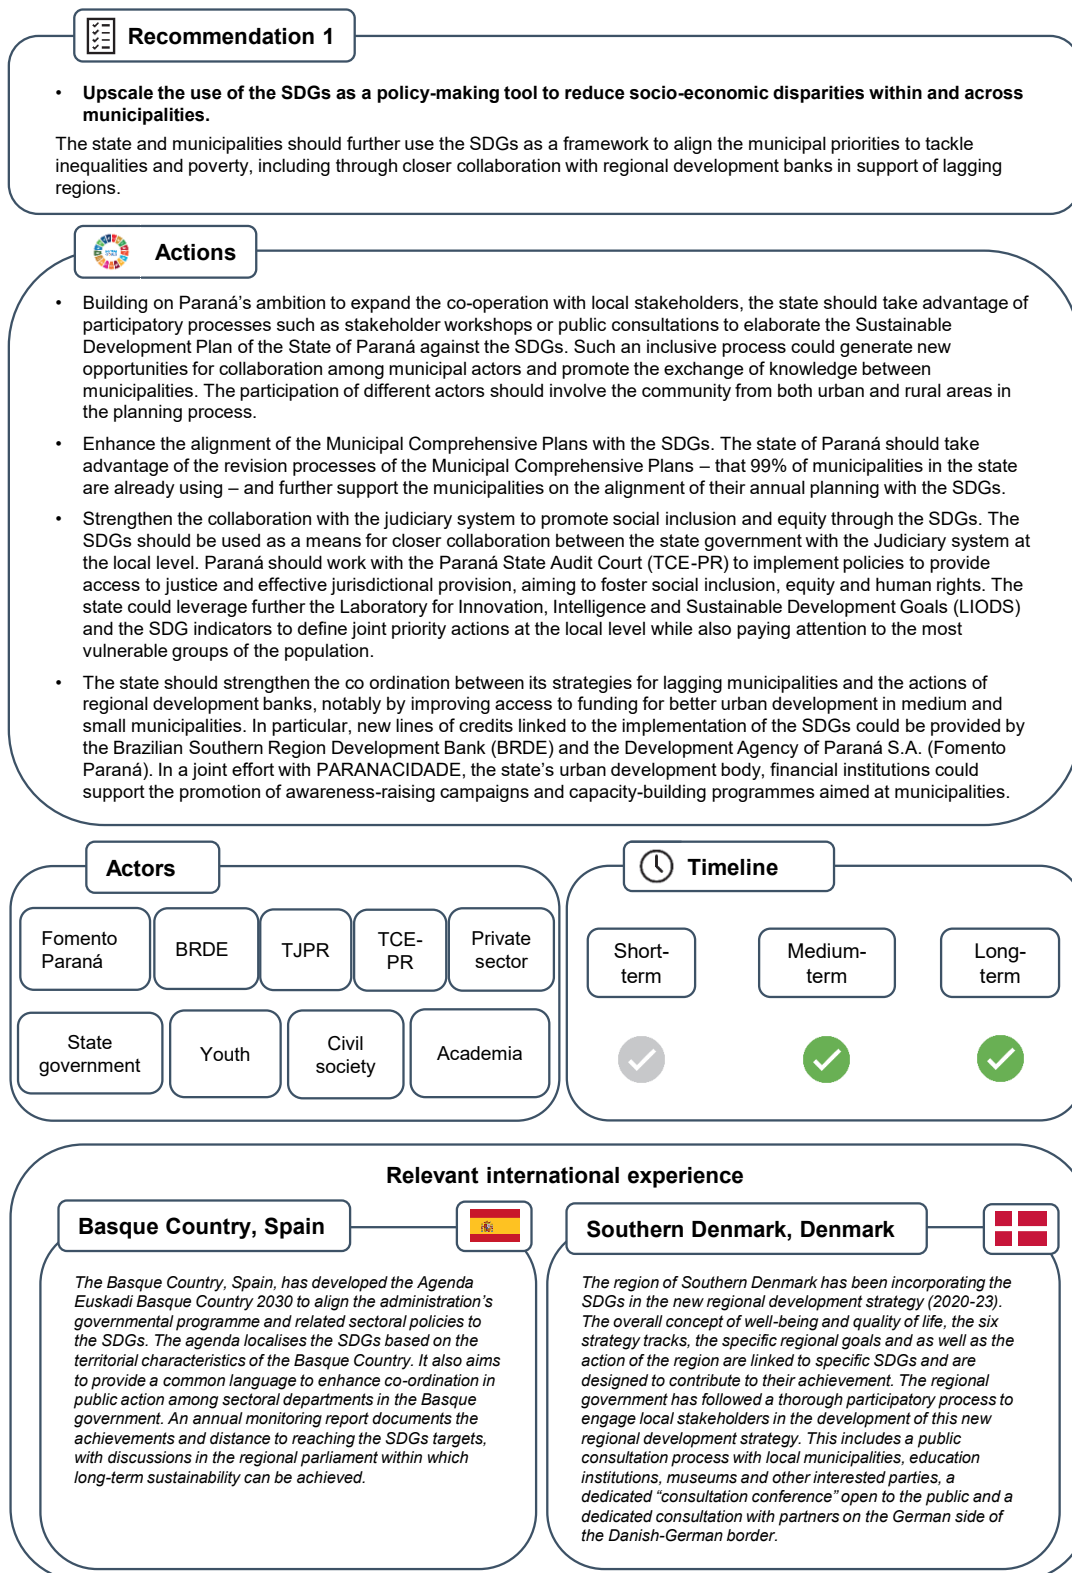 Recommendation 1
• Upscale the use of the SDGs as a policy-making tool to reduce socio-economic disparities within and across
municipalities.
The state and municipalities should further use the SDGs as a framework to align the municipal priorities to tackle
inequalities and poverty, including through closer collaboration with regional development banks in support of lagging
regions.
Actions
• Building on Paraná’s ambition to expand the co-operation with local stakeholders, the state should take advantage of
participatory processes such as stakeholder workshops or public consultations to elaborate the Sustainable
Development Plan of the State of Paraná against the SDGs. Such an inclusive process could generate new
opportunities for collaboration among municipal actors and promote the exchange of knowledge between
municipalities. The participation of different actors should involve the community from both urban and rural areas in
the planning process.
• Enhance the alignment of the Municipal Comprehensive Plans with the SDGs. The state of Paraná should take
advantage of the revision processes of the Municipal Comprehensive Plans – that 99% of municipalities in the state
are already using – and further support the municipalities on the alignment of their annual planning with the SDGs.
• Strengthen the collaboration with the judiciary system to promote social inclusion and equity through the SDGs. The
SDGs should be used as a means for closer collaboration between the state government with the Judiciary system at
the local level. Paraná should work with the Paraná State Audit Court (TCE-PR) to implement policies to provide
access to justice and effective jurisdictional provision, aiming to foster social inclusion, equity and human rights. The
state could leverage further the Laboratory for Innovation, Intelligence and Sustainable Development Goals (LIODS)
and the SDG indicators to define joint priority actions at the local level while also paying attention to the most
vulnerable groups of the population.
• The state should strengthen the co ordination between its strategies for lagging municipalities and the actions of
regional development banks, notably by improving access to funding for better urban development in medium and
small municipalities. In particular, new lines of credits linked to the implementation of the SDGs could be provided by
the Brazilian Southern Region Development Bank (BRDE) and the Development Agency of Paraná S.A. (Fomento
Paraná). In a joint effort with PARANACIDADE, the state’s urban development body, financial institutions could
support the promotion of awareness-raising campaigns and capacity-building programmes aimed at municipalities.
Actors
Fomento
Paraná
BRDE
TJPR
TCE-
PR
Private
sector
State
government
Youth
Civil
society
Academia
Timeline
Short-
term
Medium-
term
Long-
term
Relevant international experience
Basque Country, Spain
The Basque Country, Spain, has developed the Agenda
Euskadi Basque Country 2030 to align the administration’s
governmental programme and related sectoral policies to
the SDGs. The agenda localises the SDGs based on the
territorial characteristics of the Basque Country. It also aims
to provide a common language to enhance co-ordination in
public action among sectoral departments in the Basque
government. An annual monitoring report documents the
achievements and distance to reaching the SDGs targets,
with discussions in the regional parliament within which
long-term sustainability can be achieved.
Southern Denmark, Denmark
The region of Southern Denmark has been incorporating the
SDGs in the new regional development strategy (2020-23).
The overall concept of well-being and quality of life, the six
strategy tracks, the specific regional goals and as well as the
action of the region are linked to specific SDGs and are
designed to contribute to their achievement. The regional
government has followed a thorough participatory process to
engage local stakeholders in the development of this new
regional development strategy. This includes a public
consultation process with local municipalities, education
institutions, museums and other interested parties, a
dedicated “consultation conference” open to the public and a
dedicated consultation with partners on the German side of
the Danish-German border.